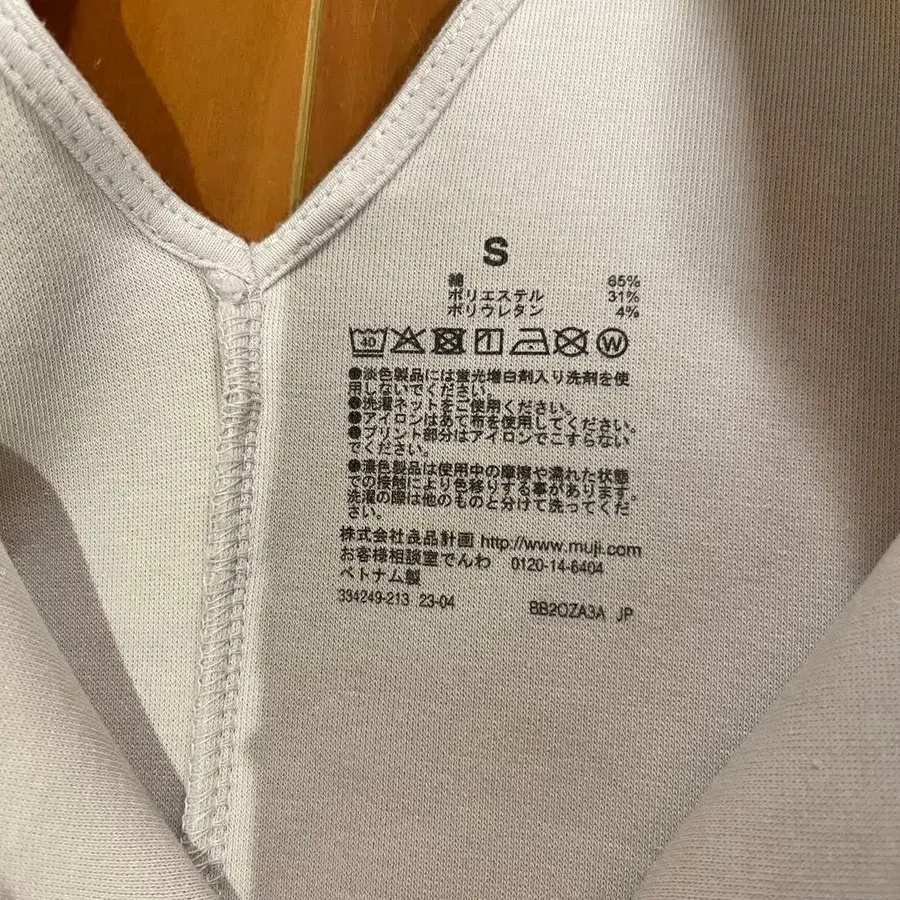 S
綿 65%
ポリエステル 31%
ポリウレタン 4%
40
W
●淡色製品には蛍光増白剤入り洗剤を使
用しないでください。
●洗濯ネットをご使用ください。
●アイロンはあて布を使用してください。
●プリント部分はアイロンでこすらない
でください。
●濃色製品は使用中の摩擦や濡れた状態
での接触により色移りする事があります。
洗濯の際は他のものと分けて洗ってくだ
さい。
株式会社良品計画 http://www.muji.com
お客様相談室でんわ 0120-14-6404
ベトナム製
334249-213 23-04 BB2OZA3A JP